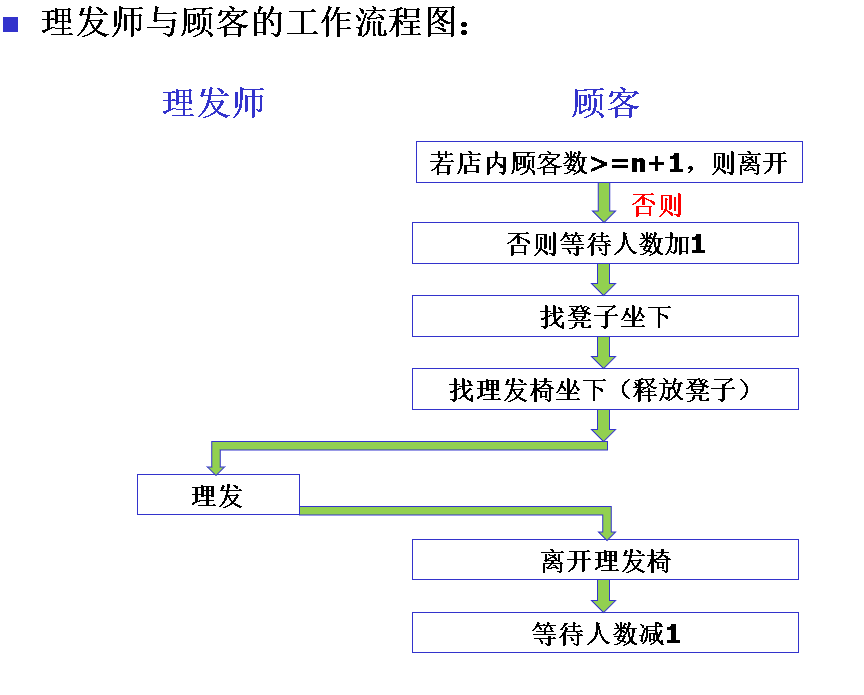 理发师与顾客的工作流程图：
理发师
顾客
若店内顾客数>=n+1，则离开
否则
否则等待人数加1
找凳子坐下
找理发椅坐下（释放凳子）
理发
离开理发椅
等待人数减1